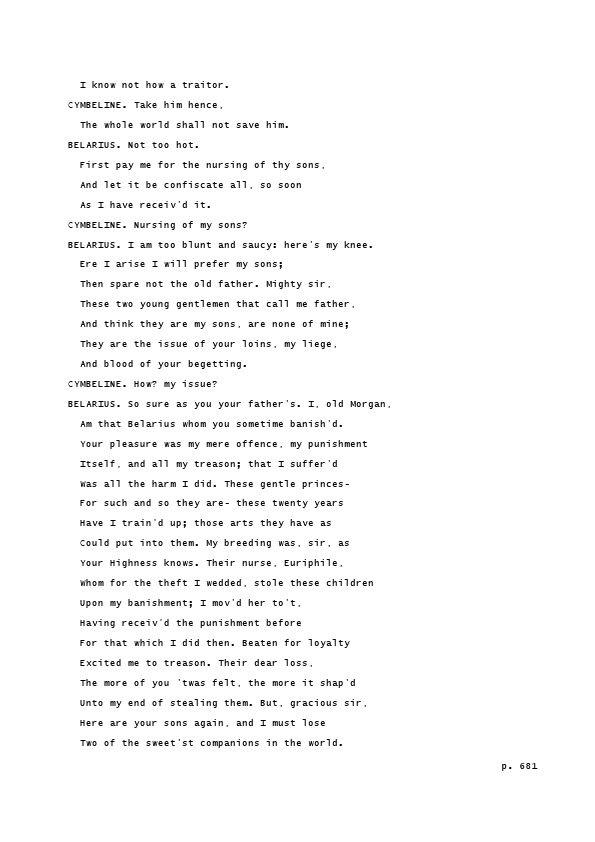 I know not how a traitor.
CYMBELINE. Take him hence,
The whole world shall not save him.
BELARIUS. Not too hot.
First pay me for the nursing of thy sons,
And let it be confiscate all, so soon
As I have receiv'd it.
CYMBELINE. Nursing of my sons?
BELARIUS. I am too blunt and saucy: here's my knee.
Ere I arise I will prefer my sons;
Then spare not the old father. Mighty sir,
These two young gentlemen that call me father,
And think they are my sons, are none of mine;
They are the issue of your loins, my liege,
And blood of your begetting.
CYMBELINE. How? my issue?
BELARIUS. So sure as you your father's. I, old Morgan,
Am that Belarius whom you sometime banish'd.
Your pleasure was my mere offence, my punishment
Itself, and all my treason; that I suffer'd
Was all the harm I did. These gentle princes-
For such and so they are- these twenty years
Have I train'd up; those arts they have as
Could put into them. My breeding was, sir, as
Your Highness knows. Their nurse, Euriphile,
Whom for the theft I wedded, stole these children
Upon my banishment; I mov'd her to't,
Having receiv'd the punishment before
For that which I did then. Beaten for loyalty
Excited me to treason. Their dear loss,
The more of you 'twas felt, the more it shap'd
Unto my end of stealing them. But, gracious sir,
Here are your sons again, and I must lose
Two of the sweet'st companions in the world.
p. 681